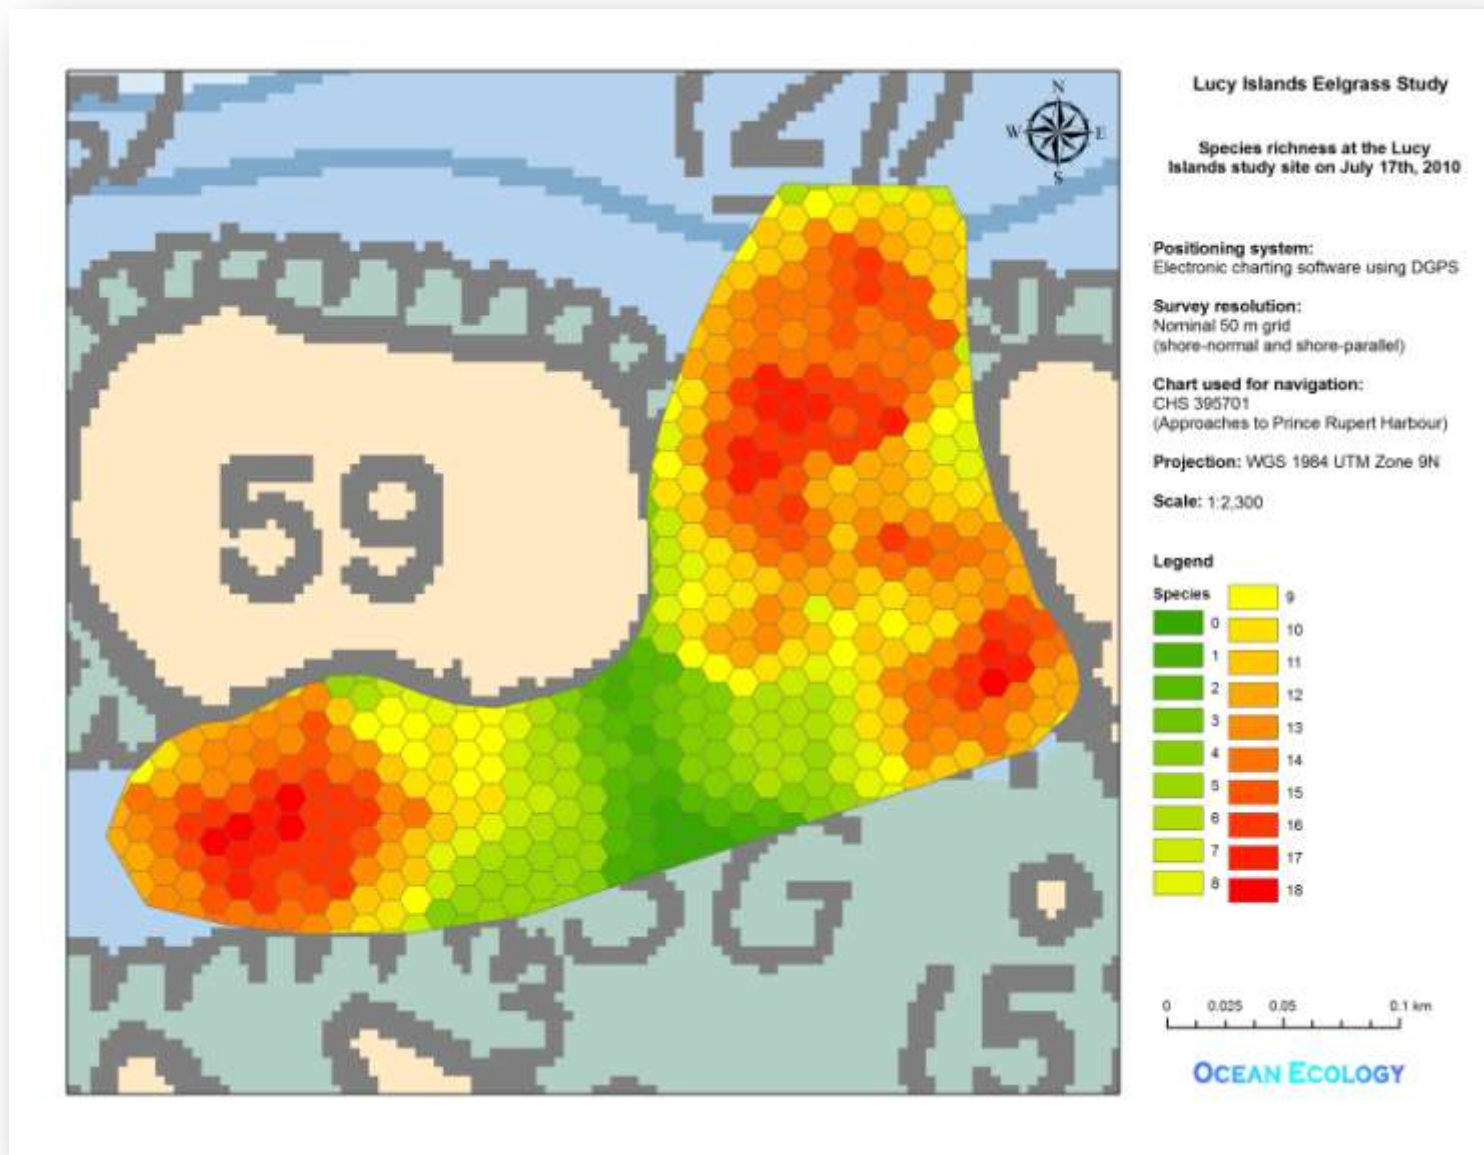 N
W E
S
(2)
59
SG
3
(5
Lucy Islands Eelgrass Study
Species richness at the Lucy
Islands study site on July 17th, 2010
Positioning system:
Electronic charting software using DGPS
Survey resolution:
Nominal 50 m grid
(shore-normal and shore-parallel)
Chart used for navigation:
CHS 395701
(Approaches to Prince Rupert Harbour)
Projection: WGS 1984 UTM Zone 9N
Scale: 1:2,300
Legend
Species
0
1
2
3
4
5
6
7
8
9
10
11
12
13
14
15
16
17
18
0 0.025 0.05 0.1 km
OCEAN ECOLOGY